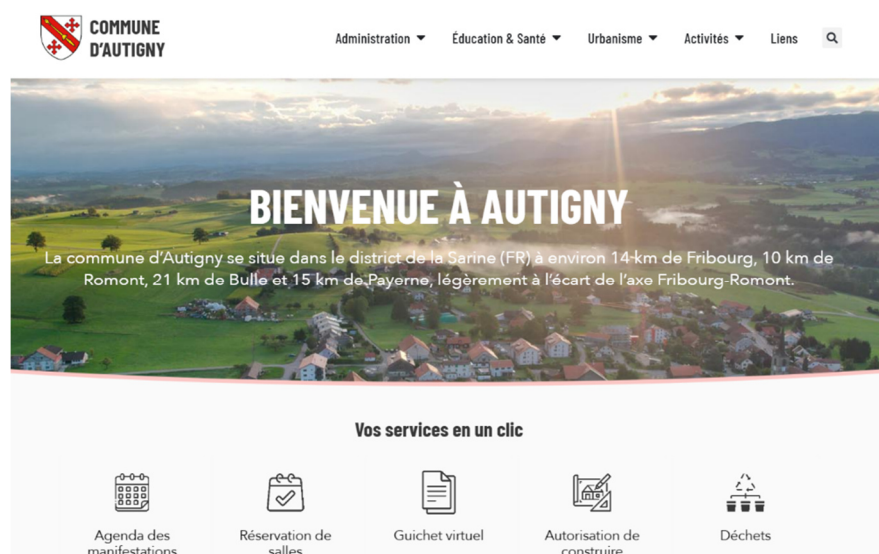 COMMUNE
D'AUTIGNY
Administration
Éducation & Santé
Urbanisme
Activités
Liens
BIENVENUE À AUTIGNY
La commune d'Autigny se situe dans le district de la Sarine (FR) à environ 14 km de Fribourg, 10 km de
Romont, 21 km de Bulle et 15 km de Payerne, légèrement à l'écart de l'axe Fribourg-Romont.
Vos services en un clic
Agenda des
manifestations
Réservation de
salles
Guichet virtuel
Autorisation de
construire
Déchets